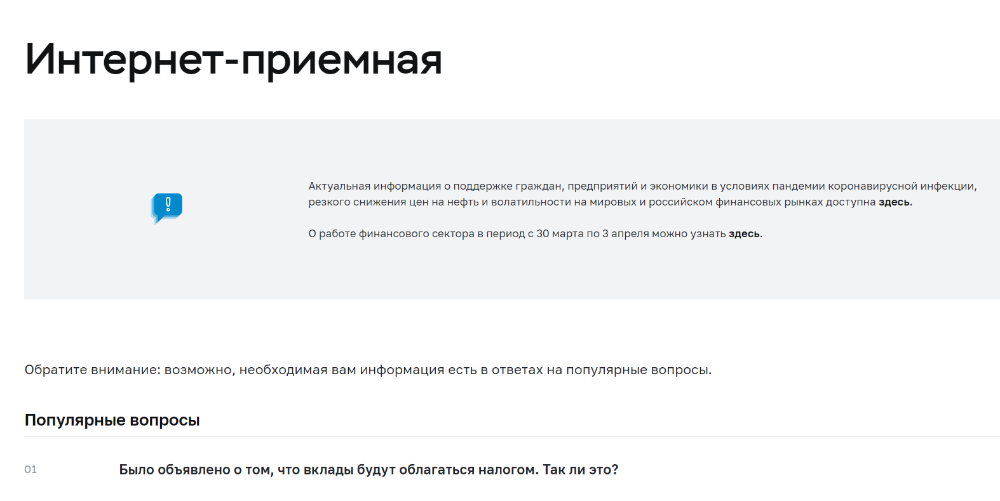 Интернет-приемная
Актуальная информация о поддержке граждан, предприятий и экономики в условиях пандемии коронавирусной инфекции,
резкого снижения цен на нефть и волатильности на мировых и российском финансовых рынках доступна здесь.
О работе финансового сектора в период с 30 марта по 3 апреля можно узнать здесь.
Обратите внимание: возможно, необходимая вам информация есть в ответах на популярные вопросы.
Популярные вопросы
01 Было объявлено о том, что вклады будут облагаться налогом. Так ли это?